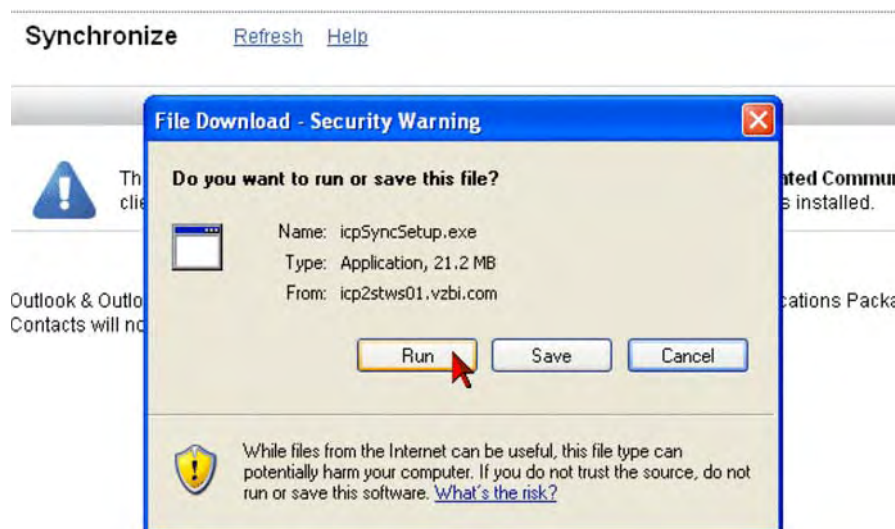 Synchronize Refresh Help
File Download - Security Warning
Do you want to run or save this file?
Name: icpSyncSetup.exe
Type: Application, 21.2 MB
From: icp2stws01.vzbi.com
Run Save Cancel
While files from the Internet can be useful, this file type can
potentially harm your computer. If you do not trust the source, do not
run or save this software. What's the risk?
Th
clie
nted Commun
s installed.
Outlook & Outlo
Contacts will no
cations Packa